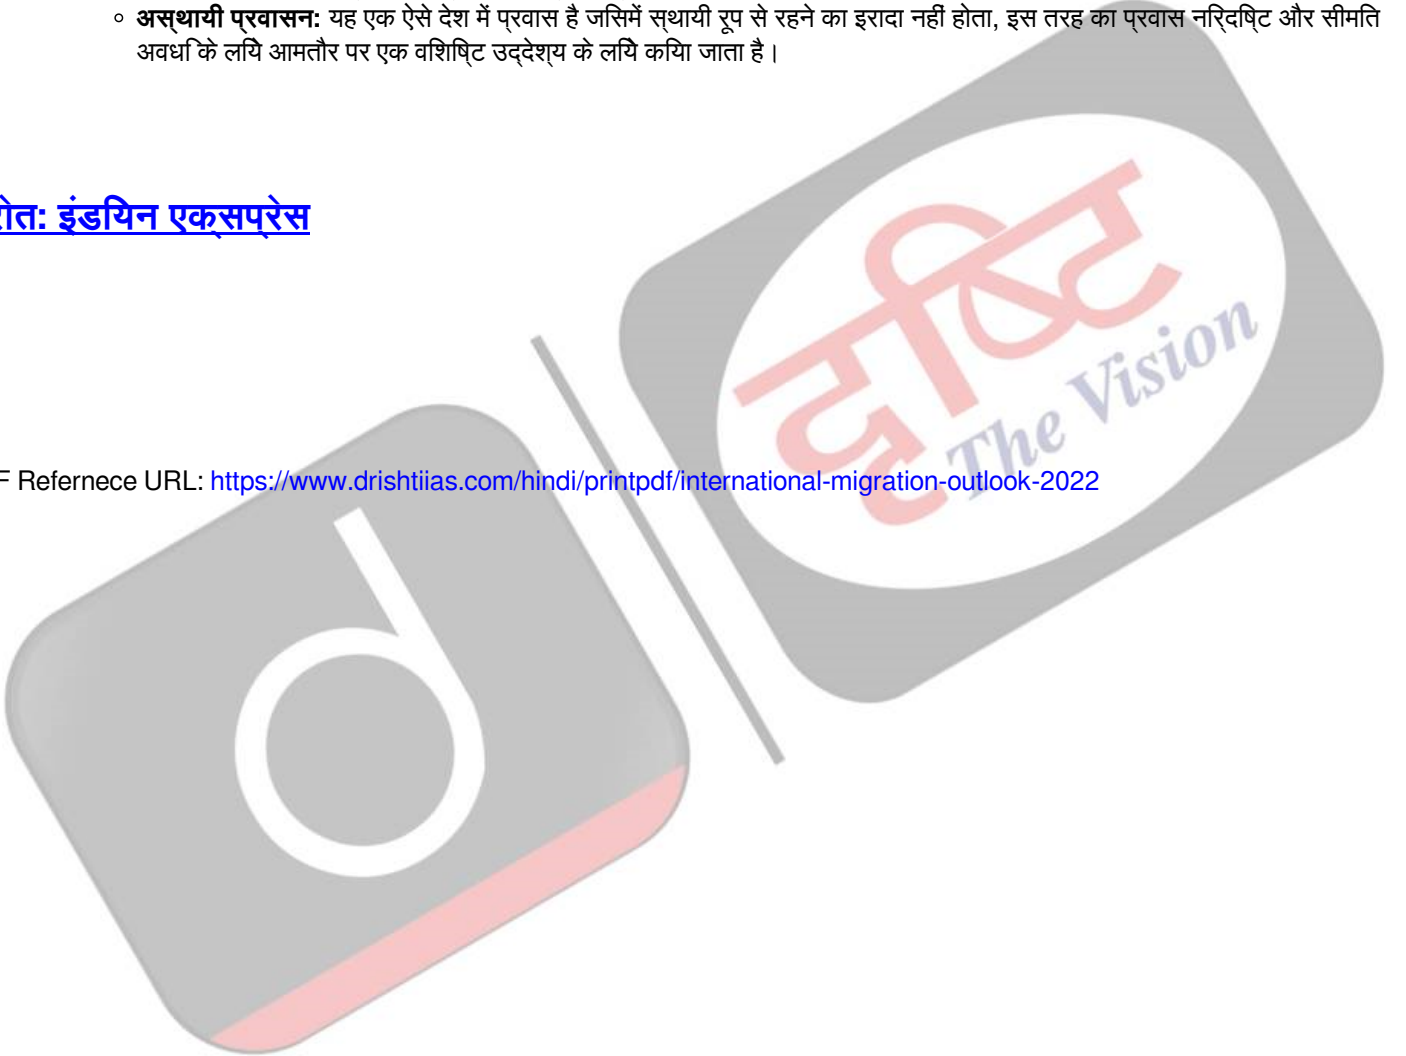 अस्थायी प्रवासन: यह एक ऐसे देश में प्रवास है जिसमें स्थायी रूप से रहने का इरादा नहीं होता, इस तरह का प्रवास निर्दिष्ट और सीमित
अवधि के लिये आमतौर पर एक विशिष्ट उद्देश्य के लिये किया जाता है।
रोत: इंडियन एक्सप्रेस
दृष्टि
The Vision
F Refernece URL: https://www.drishtiias.com/hindi/printpdf/international-migration-outlook-2022
d